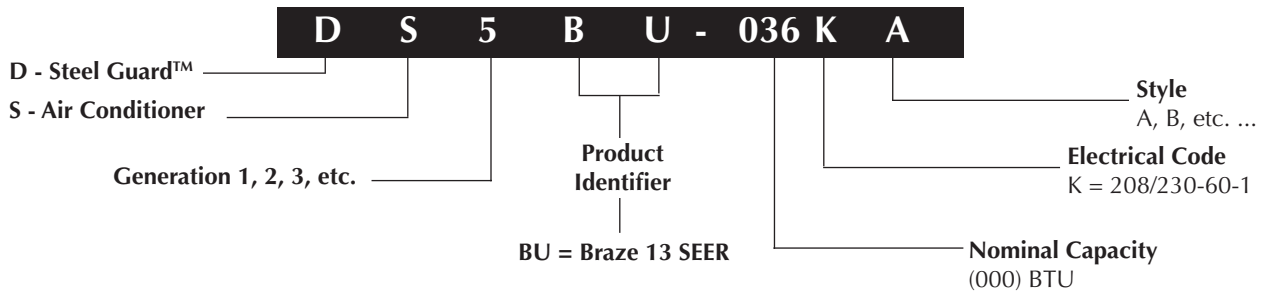 D S 5 B U - 036 K A
D - Steel Guard™
S - Air Conditioner
Generation 1, 2, 3, etc.
Product
Identifier
BU = Braze 13 SEER
Style
A, B, etc. ...
Electrical Code
K = 208/230-60-1
Nominal Capacity
(000) BTU